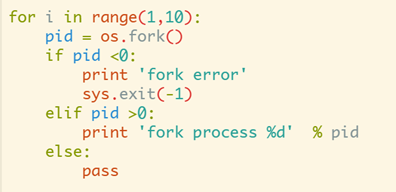 for i in range(1,10):
    pid = os.fork()
    if pid <0:
        print 'fork error'
        sys.exit(-1)
    elif pid >0:
        print 'fork process %d'  % pid
    else:
        pass